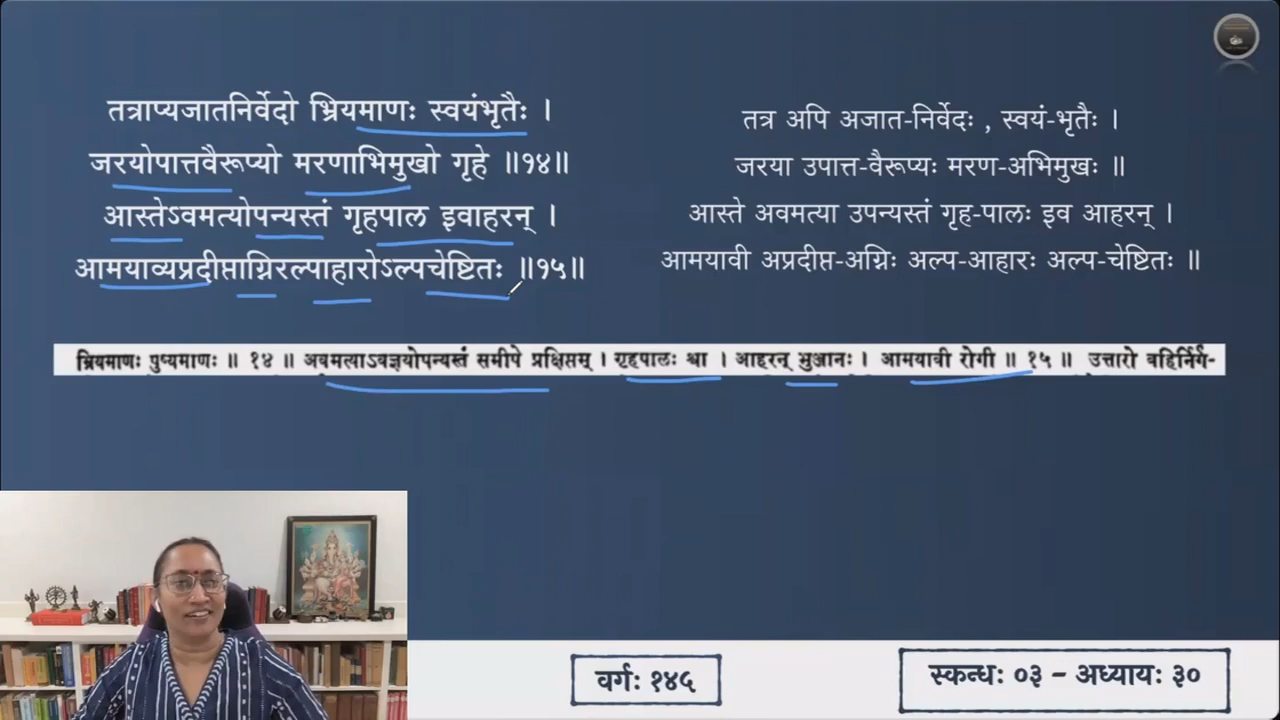 तत्राप्यजातनिर्वेदो भ्रियमाणः स्वयंभृतैः ।
जरयोपात्तवैरूप्यो मरणाभिमुखो गृहे ॥१४॥
आस्तेऽवमत्योपन्यस्तं गृहपाल इवाहरन् ।
आमयाव्यप्रदीप्ताग्निरल्पाहारोऽल्पचेष्टितः ॥१५॥
तत्र अपि अजात-निर्वेदः , स्वयं-भृतैः ।
जरया उपात्त-वैरूप्यः मरण-अभिमुखः ॥
आस्ते अवमत्या उपन्यस्तं गृह-पालः इव आहरन् ।
आमयावी अप्रदीप्त-अग्निः अल्प-आहारः अल्प-चेष्टितः ॥
भ्रियमाणः पुष्यमाणः ॥ १४ ॥ अवमत्याऽवज्ञयोपन्यस्तं समीपे प्रक्षिप्तम् । गृहपालः श्वा । आहरन् भुञ्जानः । आमयावी रोगी ॥ १५ ॥ उत्तारो बहिर्निर्ग-
वर्गः १४५
स्कन्धः ०३ - अध्यायः ३०